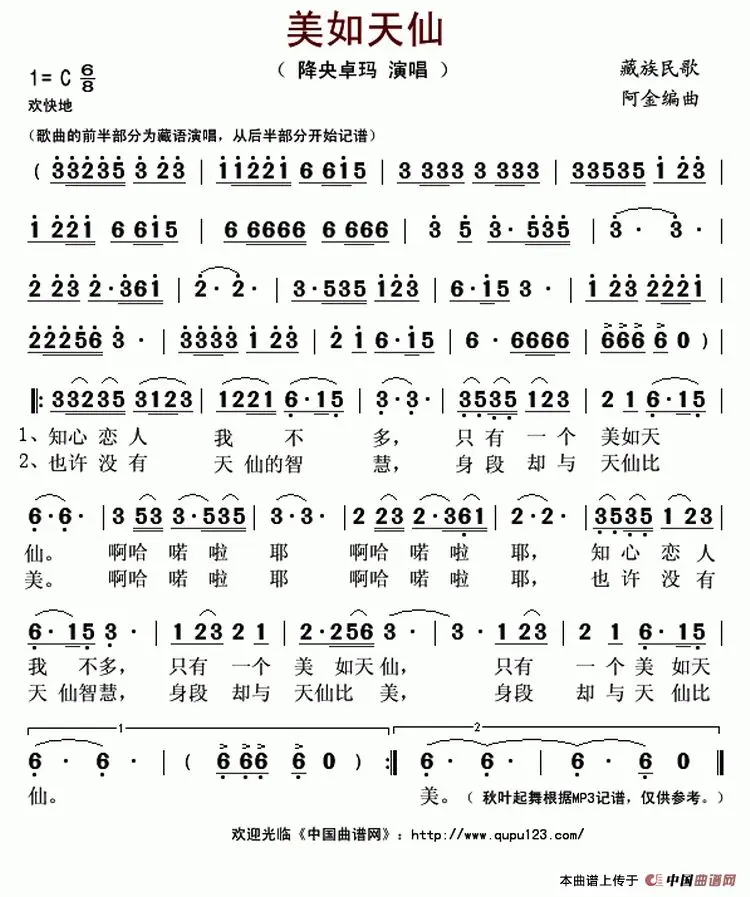 美如天仙
（ 降央卓玛 演唱 ）
1= C 6/8
藏族民歌
欢快地
阿金编曲
（歌曲的前半部分为藏语演唱，从后半部分开始记谱）
( 33235 3 23 | 11221 6 615 | 3 333 3 333 | 33535 1 23 |
1 221 6 615 | 6 6666 6 666 | 3 5 3·535 | 3· 3· |
2 23 2·361 | 2· 2· | 3·535 123 | 6·15 3· | 1 23 2221 |
22256 3· | 3333 1 23 | 2 1 6·15 | 6· 6666 | 666 6 0 ) |
‖: 33235 3123 | 1221 6·15 | 3· 3· | 3535 123 | 21 6·15 |
1、知心 恋人 我 不 多， 只有 一个 美如天
2、也许 没有 天 仙的智 慧， 身段 却与 天仙比
6·6· | 3 53 3·535 | 3·3· | 2 23 2·361 | 2·2· | 3535 1 23 |
仙。 啊哈 喏 啦 耶 啊哈 喏 啦 耶， 知 心 恋人
美。 啊哈 喏 啦 耶 啊哈 喏 啦 耶， 也 许 没有
6·15 3· | 1 23 2 1 | 2·256 3· | 3· 1 23 | 2 1 6·15 |
我 不多， 只有 一个 美 如天仙， 只有 一个 美 如天
天 仙智慧， 身段 却与 天仙比 美， 身段 却与 天 仙比
1
2
6· 6· | ( 6 66 6 0 ) :‖ 6· 6· | 6· 6· ‖
仙。 美。（ 秋叶起舞根据MP3记谱，仅供参考。）
欢迎光临《中国曲谱网》：http://www.qupu123.com/
本曲谱上传于 中国曲谱网